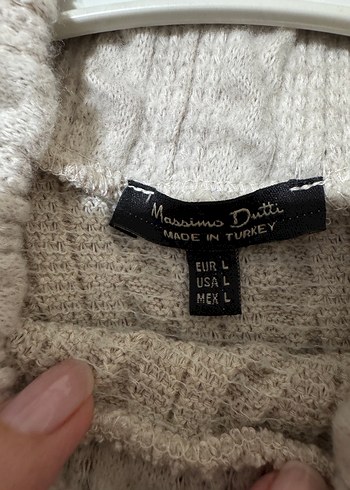 Massimo Dutti
MADE IN TURKEY
EUR L
USA L
MEX L